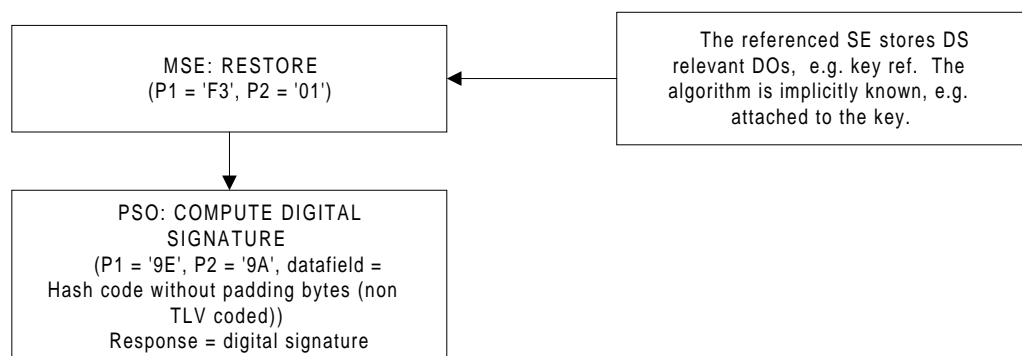 MSE: RESTORE
(P1 = 'F3', P2 = '01')
The referenced SE stores DS
relevant DOs, e.g. key ref. The
algorithm is implicitly known, e.g.
attached to the key.
PSO: COMPUTE DIGITAL
SIGNATURE
(P1 = '9E', P2 = '9A', datafield =
Hash code without padding bytes (non
TLV coded))
Response = digital signature